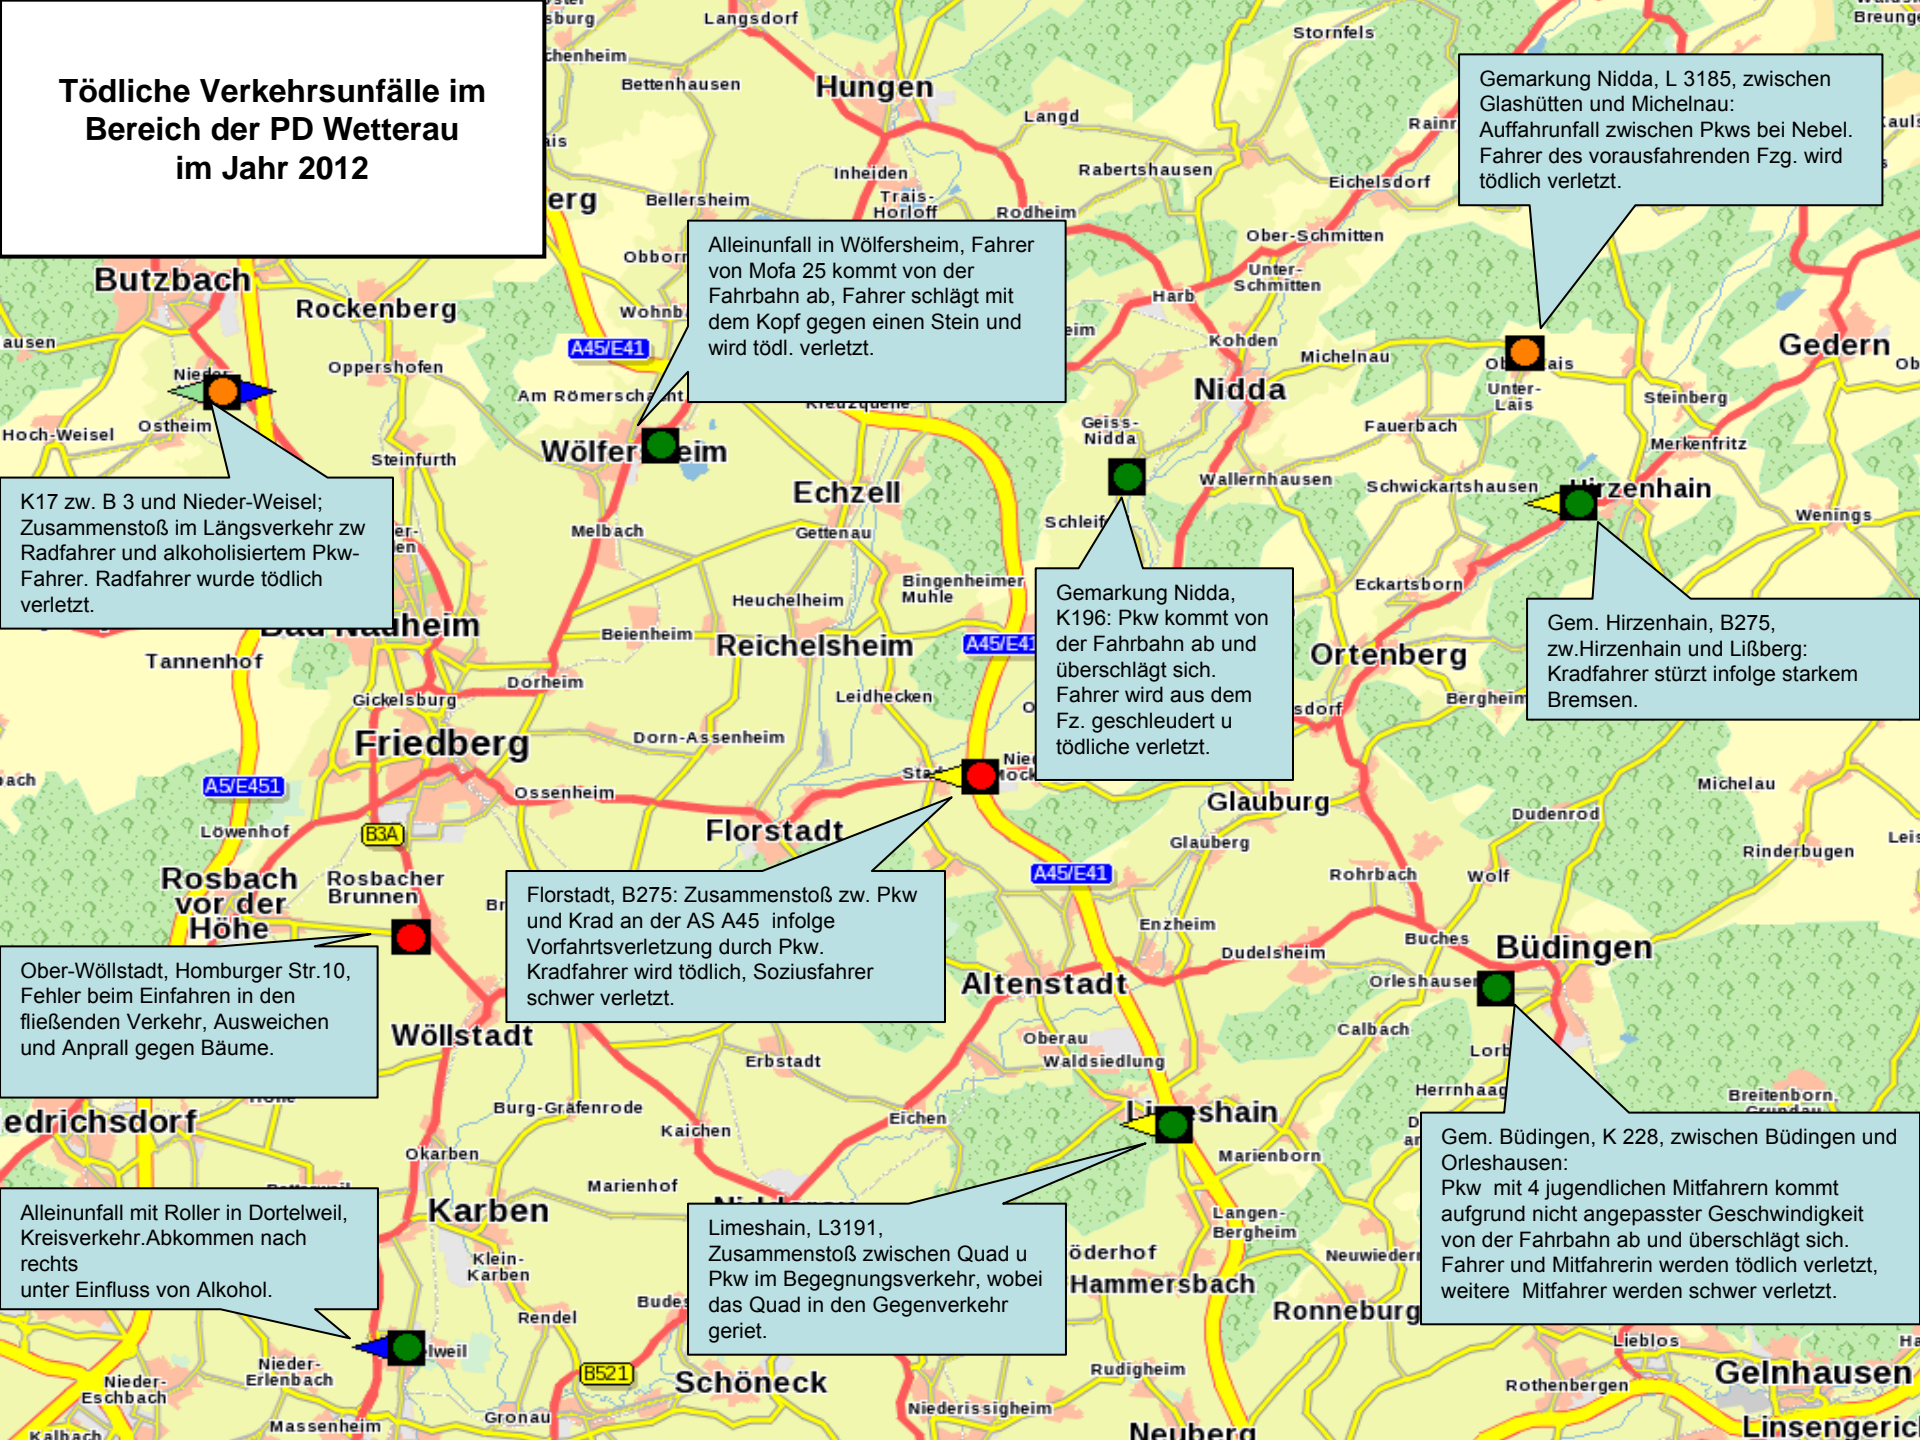 Tödliche Verkehrsunfälle im
Bereich der PD Wetterau
im Jahr 2012
Gemarkung Nidda, L 3185, zwischen
Glashütten und Michelnau:
Auffahrunfall zwischen Pkws bei Nebel.
Fahrer des vorausfahrenden Fzg. wird
tödlich verletzt.
Alleinunfall in Wölfersheim, Fahrer
von Mofa 25 kommt von der
Fahrbahn ab, Fahrer schlägt mit
dem Kopf gegen einen Stein und
wird tödl. verletzt.
K17 zw. B 3 und Nieder-Weisel;
Zusammenstoß im Längsverkehr zw
Radfahrer und alkoholisiertem Pkw-
Fahrer. Radfahrer wurde tödlich
verletzt.
Gemarkung Nidda,
K196: Pkw kommt von
der Fahrbahn ab und
überschlägt sich.
Fahrer wird aus dem
Fz. geschleudert u
tödliche verletzt.
Gem. Hirzenhain, B275,
zw.Hirzenhain und Lißberg:
Kradfahrer stürzt infolge starkem
Bremsen.
Florstadt, B275: Zusammenstoß zw. Pkw
und Krad an der AS A45  infolge
Vorfahrtsverletzung durch Pkw.
Kradfahrer wird tödlich, Soziusfahrer
schwer verletzt.
Ober-Wöllstadt, Homburger Str.10,
Fehler beim Einfahren in den
fließenden Verkehr, Ausweichen
und Anprall gegen Bäume.
Alleinunfall mit Roller in Dortelweil,
Kreisverkehr.Abkommen nach
rechts
unter Einfluss von Alkohol.
Limeshain, L3191,
Zusammenstoß zwischen Quad u
Pkw im Begegnungsverkehr, wobei
das Quad in den Gegenverkehr
geriet.
Gem. Büdingen, K 228, zwischen Büdingen und
Orleshausen:
Pkw  mit 4 jugendlichen Mitfahrern kommt
aufgrund nicht angepasster Geschwindigkeit
von der Fahrbahn ab und überschlägt sich.
Fahrer und Mitfahrerin werden tödlich verletzt,
weitere  Mitfahrer werden schwer verletzt.
Langsdorf
Stornfels
Bettenhausen
Hungen
Langd
Inheiden
Rabertshausen
Eichelsdorf
Trais-
Horloff
Bellersheim
Rodheim
Ober-Schmitten
Unter-
Schmitten
Butzbach
Rockenberg
Harb
A45/E41
Kohden
Michelnau
Gedern
Oppershofen
Nidda
Unter-
Lais
Steinberg
Ostheim
Hoch-Weisel
Geiss-
Nidda
Fauerbach
Merkenfritz
Steinfurth
Echzell
Wallernhausen
Schwickartshausen
Wenings
Melbach
Gettenau
Bingenheimer
Muhle
Eckartsborn
Heuchelheim
Beienheim
Reichelsheim
A45/E41
Ortenberg
Tannenhof
Dorheim
Gickelsburg
Leidhecken
Bergheim
Friedberg
Dorn-Assenheim
A5/E451
Ossenheim
Michelau
Glauburg
Dudenrod
Löwenhof
B3A
Florstadt
Glauberg
Rinderbugen
A45/E41
Rosbach
vor der
Höhe
Rosbacher
Brunnen
Rohrbach
Wolf
Enzheim
Buches
Büdingen
Dudelsheim
Altenstadt
Orleshausen
Wöllstadt
Calbach
Oberau
Waldsiedlung
Erbstadt
Herrnhaag
Breitenborn,
Burg-Gräfenrode
Eichen
Kaichen
Okarben
Marienborn
Marienhof
Karben
Langen-
Bergheim
Klein-
Karben
Hammersbach
Ronneburg
Rendel
Lieblos
Nieder-
Erlenbach
Nieder-
Eschbach
B521
Schöneck
Rudigheim
Gelnhausen
Rothenbergen
Niederissigheim
Gronau
Massenheim
Kalbach
Neuberg